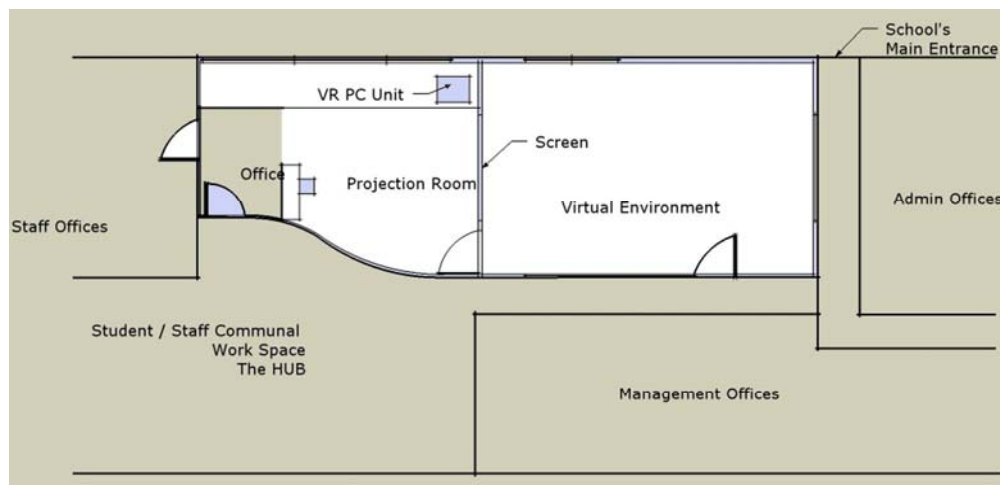 School's
Main Entrance
VR PC Unit
Screen
Office
Projection Room
Virtual Environment
Admin Offices
Staff Offices
Student / Staff Communal
Work Space
The HUB
Management Offices